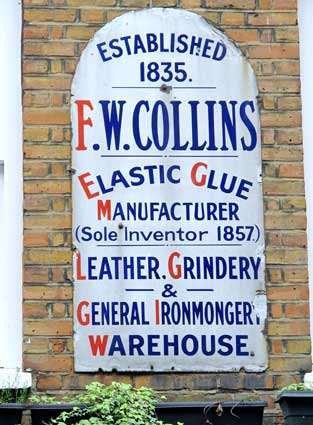 ESTABLISHED
1835.
F.W. COLLINS
ELASTIC GLUE
MANUFACTURER
(Sole Inventor 1857.)
LEATHER. GRINDERY
&
GENERAL IRONMONGERY
WAREHOUSE